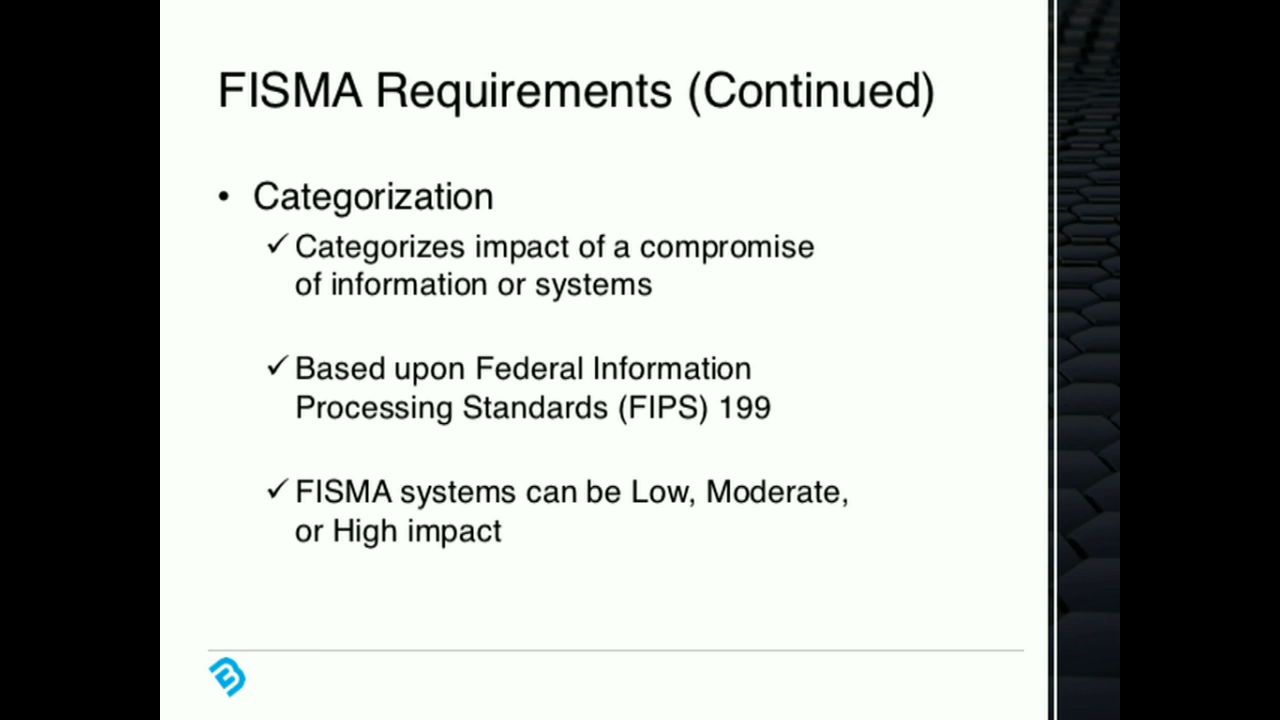 FISMA Requirements (Continued)
• Categorization
✓ Categorizes impact of a compromise
of information or systems
✓ Based upon Federal Information
Processing Standards (FIPS) 199
✓ FISMA systems can be Low, Moderate,
or High impact